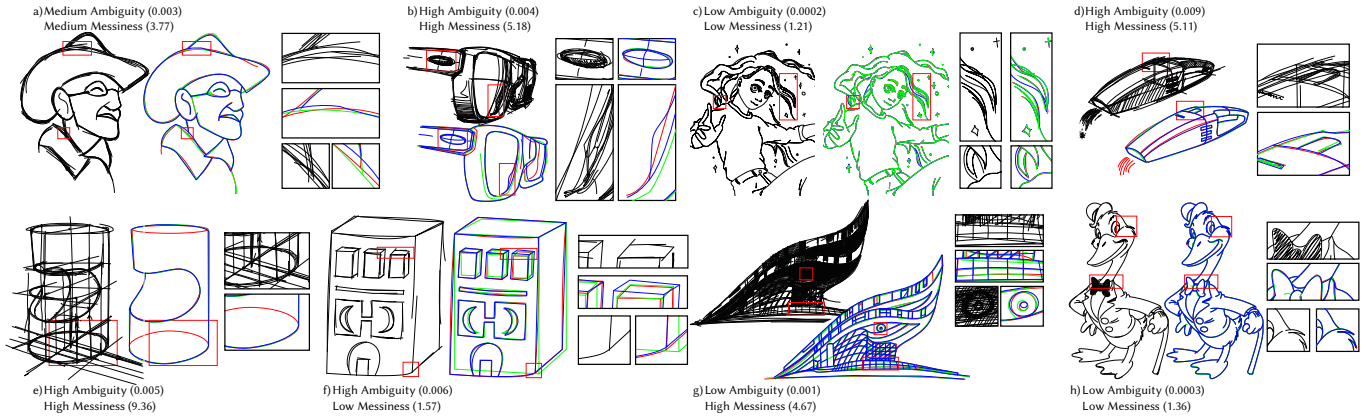 a) Medium Ambiguity (0.003)
Medium Messiness (3.77)
b) High Ambiguity (0.004)
High Messiness (5.18)
c) Low Ambiguity (0.0002)
Low Messiness (1.21)
d) High Ambiguity (0.009)
High Messiness (5.11)
e) High Ambiguity (0.005)
High Messiness (9.36)
f) High Ambiguity (0.006)
Low Messiness (1.57)
g) Low Ambiguity (0.001)
High Messiness (4.67)
h) Low Ambiguity (0.0003)
Low Messiness (1.36)